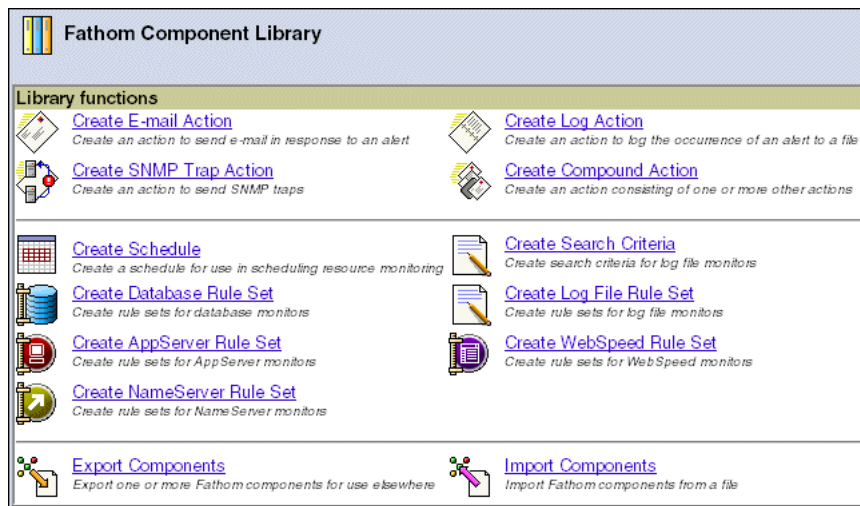 Fathom Component Library
Library functions
Create E-mail Action
Create an action to send e-mail in response to an alert
Create Log Action
Create an action to log the occurrence of an alert to a file
Create SNMP Trap Action
Create an action to send SNMP traps
Create Compound Action
Create an action consisting of one or more other actions
Create Schedule
Create a schedule for use in scheduling resource monitoring
Create Search Criteria
Create search criteria for log file monitors
Create Database Rule Set
Create rule sets for database monitors
Create Log File Rule Set
Create rule sets for log file monitors
Create AppServer Rule Set
Create rule sets for AppServer monitors
Create WebSpeed Rule Set
Create rule sets for WebSpeed monitors
Create NameServer Rule Set
Create rule sets for NameServer monitors
Export Components
Export one or more Fathom components for use elsewhere
Import Components
Import Fathom components from a file